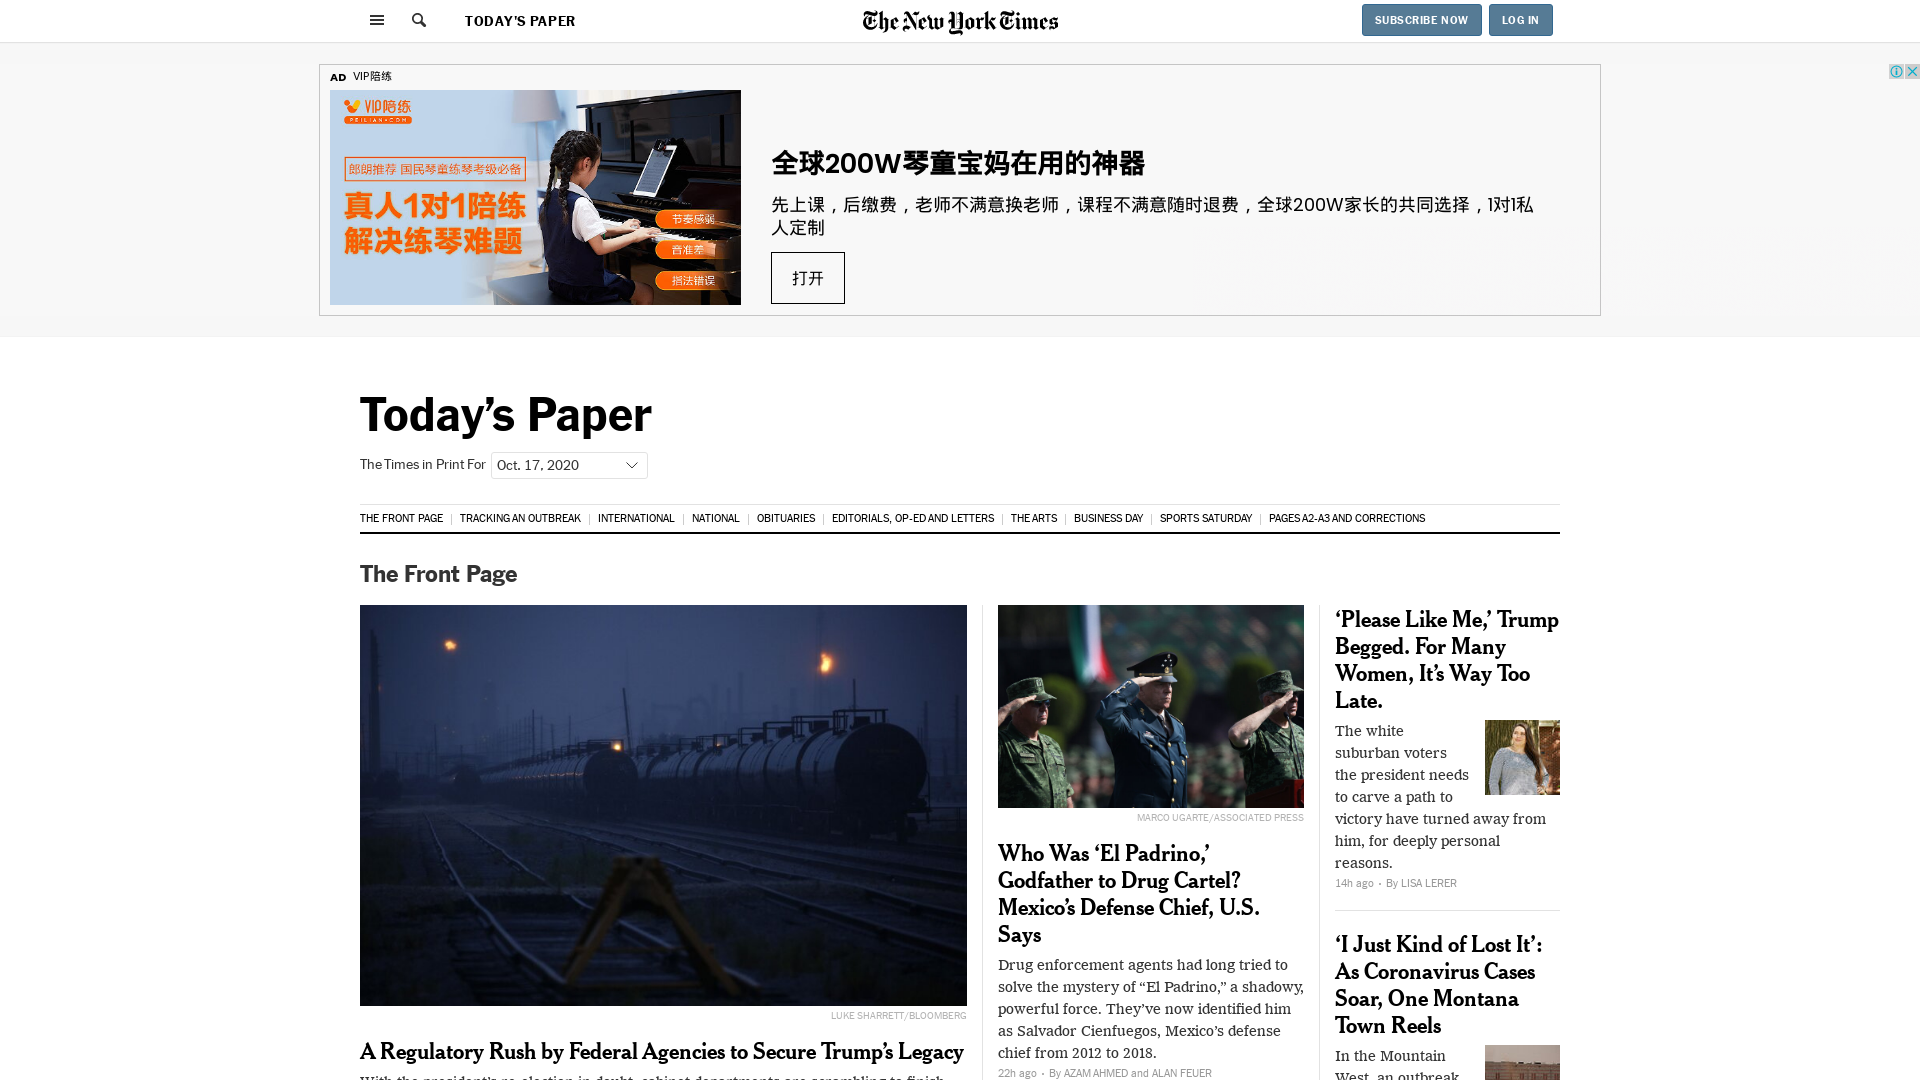 TODAY'S PAPER
The New York Times
SUBSCRIBE NOW
LOG IN
AD VIP陪练
VIP陪练
PEILIAN.COM
郎朗推荐 国民琴童练琴考级必备
真人1对1陪练
解决练琴难题
节奏感弱
音准差
指法错误
全球200W琴童宝妈在用的神器
先上课，后缴费，老师不满意换老师，课程不满意随时退费，全球200W家长的共同选择，1对1私
人定制
打开
Today’s Paper
The Times in Print For Oct. 17, 2020
THE FRONT PAGE | TRACKING AN OUTBREAK | INTERNATIONAL | NATIONAL | OBITUARIES | EDITORIALS, OP-ED AND LETTERS | THE ARTS | BUSINESS DAY | SPORTS SATURDAY | PAGES A2-A3 AND CORRECTIONS
The Front Page
LUKE SHARRETT/BLOOMBERG
A Regulatory Rush by Federal Agencies to Secure Trump’s Legacy
With the president’s re-election in doubt, cabinet departments are scrambling to finish
MARCO UGARTE/ASSOCIATED PRESS
Who Was ‘El Padrino,’
Godfather to Drug Cartel?
Mexico’s Defense Chief, U.S.
Says
Drug enforcement agents had long tried to
solve the mystery of “El Padrino,” a shadowy,
powerful force. They’ve now identified him
as Salvador Cienfuegos, Mexico’s defense
chief from 2012 to 2018.
22h ago • By AZAM AHMED and ALAN FEUER
‘Please Like Me,’ Trump
Begged. For Many
Women, It’s Way Too
Late.
The white
suburban voters
the president needs
to carve a path to
victory have turned away from
him, for deeply personal
reasons.
14h ago • By LISA LERER
‘I Just Kind of Lost It’:
As Coronavirus Cases
Soar, One Montana
Town Reels
In the Mountain
West, an outbreak